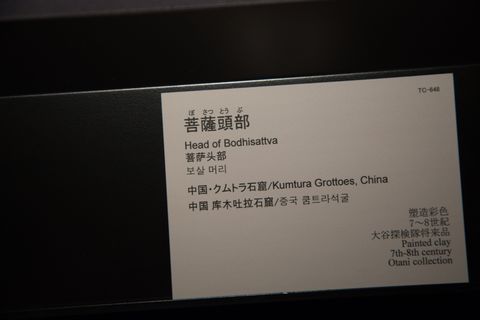 TC-648
ぼ さつ とう ぶ
菩薩頭部
Head of Bodhisattva
菩萨头部
보살 머리
中国・クムトラ石窟/Kumtura Grottoes, China
中国 库木吐拉石窟/중국 쿰트라석굴
塑造彩色
7〜8世紀
大谷探検隊将来品
Painted clay
7th-8th century
Otani collection